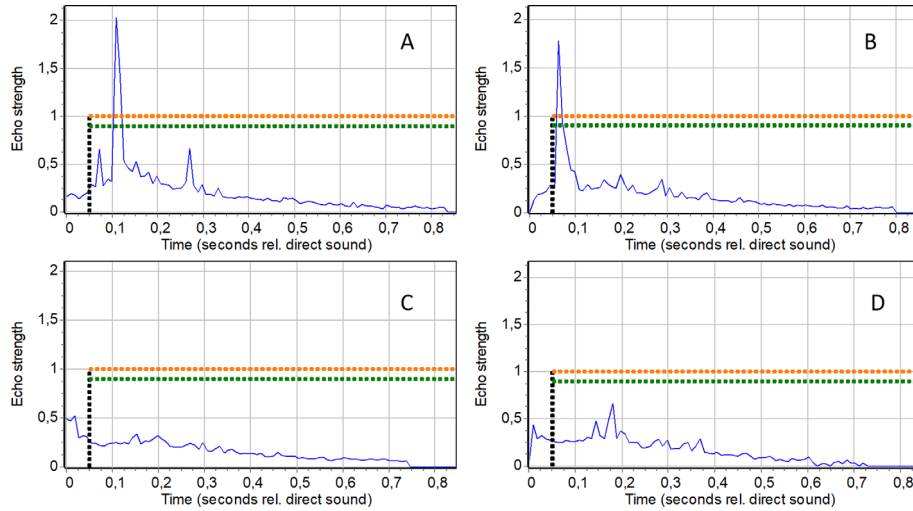 A
Echo strength
2
1,5
1
0,5
0
0 0,1 0,2 0,3 0,4 0,5 0,6 0,7 0,8
Time (seconds rel. direct sound)
B
Echo strength
2
1,5
1
0,5
0
0 0,1 0,2 0,3 0,4 0,5 0,6 0,7 0,8
Time (seconds rel. direct sound)
C
Echo strength
2
1,5
1
0,5
0
0 0,1 0,2 0,3 0,4 0,5 0,6 0,7 0,8
Time (seconds rel. direct sound)
D
Echo strength
2
1,5
1
0,5
0
0 0,1 0,2 0,3 0,4 0,5 0,6 0,7 0,8
Time (seconds rel. direct sound)